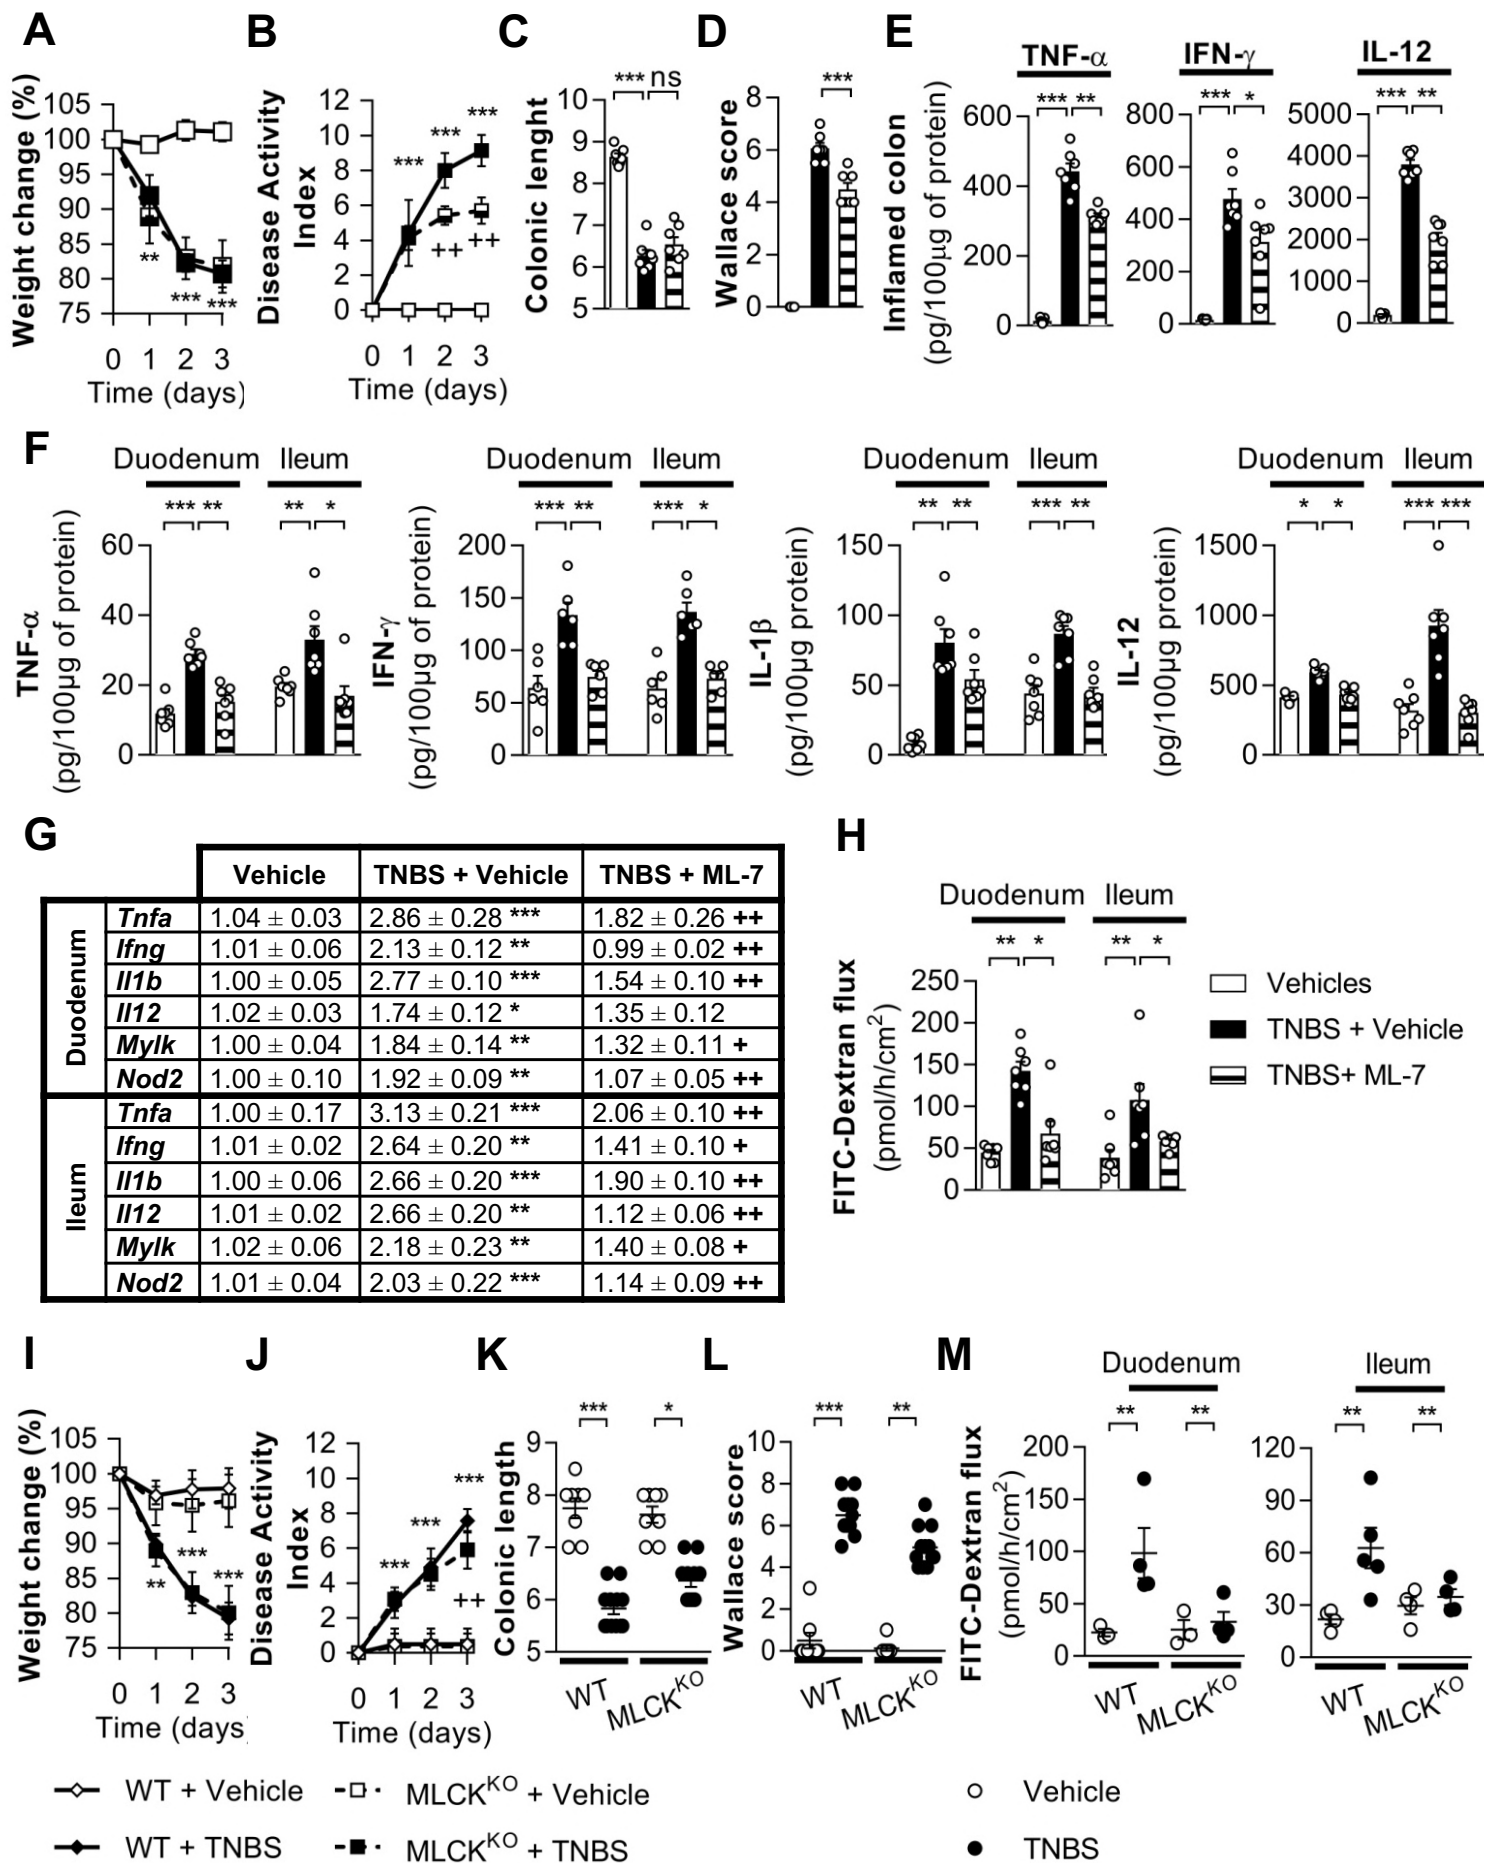 A
Weight change (%)
105
100
95
90
85
80
75
**
***
***
0 1 2 3
Time (days)
B
Disease Activity
Index
12
10
8
6
4
2
0
***
***
***
++
++
0 1 2 3
Time (days)
C
Colonic lenght
10
9
8
7
6
5
*** ns
D
Wallace score
8
6
4
2
0
***
E
Inflamed colon
(pg/100µg of protein)
TNF-α
*** **
600
400
200
0
IFN-γ
*** *
800
600
400
200
0
IL-12
*** **
5000
4000
3000
2000
1000
0
F
Duodenum Ileum
*** ** ** *
TNF-α
(pg/100µg of protein)
60
40
20
0
Duodenum Ileum
*** ** *** *
IFN-γ
(pg/100µg of protein)
200
150
100
50
0
Duodenum Ileum
** ** *** **
IL-1β
(pg/100µg protein)
150
100
50
0
Duodenum Ileum
* * *** ***
IL-12
(pg/100µg protein)
1500
1000
500
0
G
Vehicle TNBS + Vehicle TNBS + ML-7
Duodenum
Tnfa 1.04 ± 0.03 2.86 ± 0.28 *** 1.82 ± 0.26 ++
Ifng 1.01 ± 0.06 2.13 ± 0.12 ** 0.99 ± 0.02 ++
Il1b 1.00 ± 0.05 2.77 ± 0.10 *** 1.54 ± 0.10 ++
Il12 1.02 ± 0.03 1.74 ± 0.12 * 1.35 ± 0.12
Mylk 1.00 ± 0.04 1.84 ± 0.14 ** 1.32 ± 0.11 +
Nod2 1.00 ± 0.10 1.92 ± 0.09 ** 1.07 ± 0.05 ++
Ileum
Tnfa 1.00 ± 0.17 3.13 ± 0.21 *** 2.06 ± 0.10 ++
Ifng 1.01 ± 0.02 2.64 ± 0.20 ** 1.41 ± 0.10 +
Il1b 1.00 ± 0.06 2.66 ± 0.20 *** 1.90 ± 0.10 ++
Il12 1.01 ± 0.02 2.66 ± 0.20 ** 1.12 ± 0.06 ++
Mylk 1.02 ± 0.06 2.18 ± 0.23 ** 1.40 ± 0.08 +
Nod2 1.01 ± 0.04 2.03 ± 0.22 *** 1.14 ± 0.09 ++
H
Duodenum Ileum
** * ** *
FITC-Dextran flux
(pmol/h/cm²)
250
200
150
100
50
0
Vehicles
TNBS + Vehicle
TNBS+ ML-7
I
Weight change (%)
105
100
95
90
85
80
75
**
***
***
0 1 2 3
Time (days)
J
Disease Activity
Index
12
10
8
6
4
2
0
***
***
***
++
0 1 2 3
Time (days)
K
Colonic length
9
8
7
6
5
*** *
WT MLCKᴷᴼ
L
Wallace score
10
8
6
4
2
0
*** **
WT MLCKᴷᴼ
M
FITC-Dextran flux
(pmol/h/cm²)
Duodenum
** **
200
150
100
50
0
WT MLCKᴷᴼ
Ileum
** **
120
90
60
30
0
WT MLCKᴷᴼ
WT + Vehicle MLCKᴷᴼ + Vehicle Vehicle
WT + TNBS MLCKᴷᴼ + TNBS TNBS